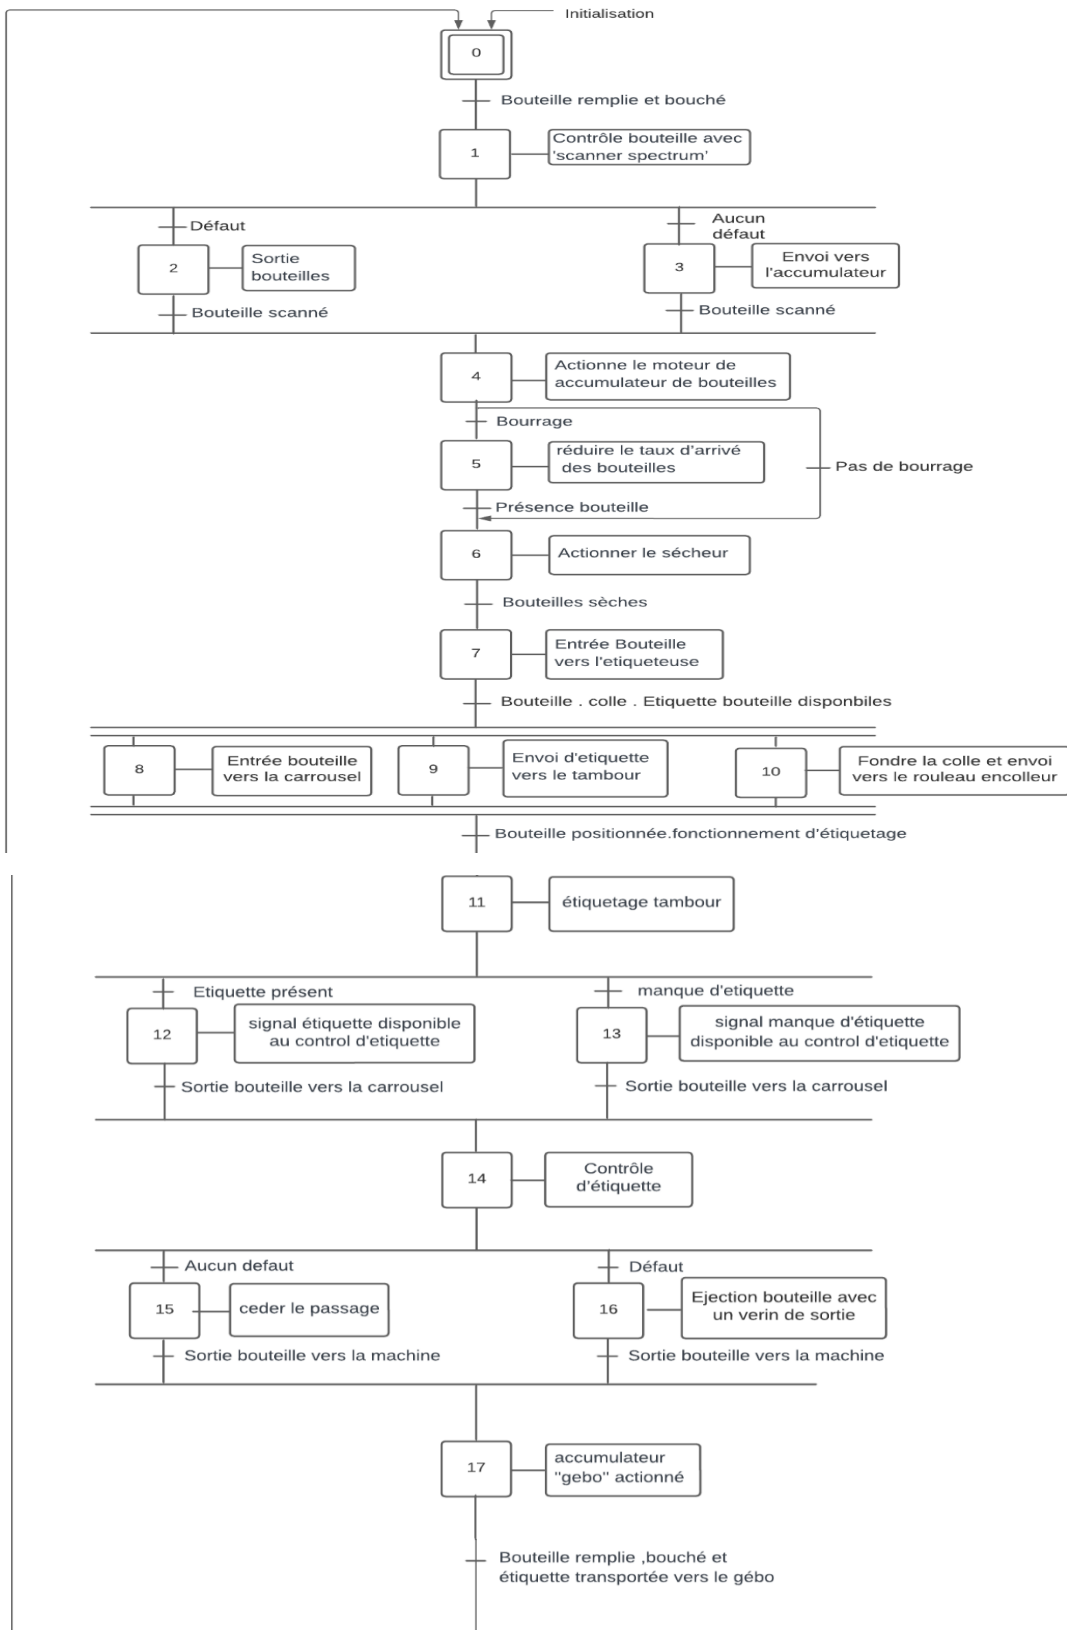 Initialisation
0
Bouteille remplie et bouché
1
Contrôle bouteille avec
'scanner spectrum'
Défaut
Aucun
défaut
2
Sortie
bouteilles
3
Envoi vers
l'accumulateur
Bouteille scanné
Bouteille scanné
4
Actionne le moteur de
accumulateur de bouteilles
Bourrage
5
réduire le taux d'arrivé
des bouteilles
Pas de bourrage
Présence bouteille
6
Actionner le sécheur
Bouteilles sèches
7
Entrée Bouteille
vers l'etiqueteuse
Bouteille . colle . Etiquette bouteille disponbiles
8
Entrée bouteille
vers la carrousel
9
Envoi d'etiquette
vers le tambour
10
Fondre la colle et envoi
vers le rouleau encolleur
Bouteille positionnée.fonctionnement d'étiquetage
11
étiquetage tambour
Etiquette présent
manque d'etiquette
12
signal étiquette disponible
au control d'etiquette
13
signal manque d'étiquette
disponible au control d'etiquette
Sortie bouteille vers la carrousel
Sortie bouteille vers la carrousel
14
Contrôle
d'étiquette
Aucun defaut
Défaut
15
ceder le passage
16
Ejection bouteille avec
un verin de sortie
Sortie bouteille vers la machine
Sortie bouteille vers la machine
17
accumulateur
"gebo" actionné
Bouteille remplie ,bouché et
étiquette transportée vers le gébo